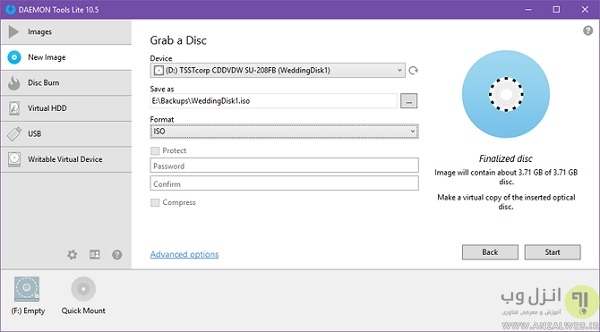 DAEMON Tools Lite 10.5
Images
New Image
Disc Burn
Virtual HDD
USB
Writable Virtual Device
Grab a Disc
Device
(D:) TSSTcorp CDDVDW SU-208FB (WeddingDisk1)
Save as
E:\Backups\WeddingDisk1.iso
...
Format
ISO
Protect
Password
Confirm
Compress
Advanced options
Finalized disc
Image will contain about 3.71 GB of 3.71 GB
disc.
Make a virtual copy of the inserted optical
disc.
Back
Start
(F:) Empty
Quick Mount
انزل وب
آموزش و معرفی فناوری
WWW.ANZALWEB.IR